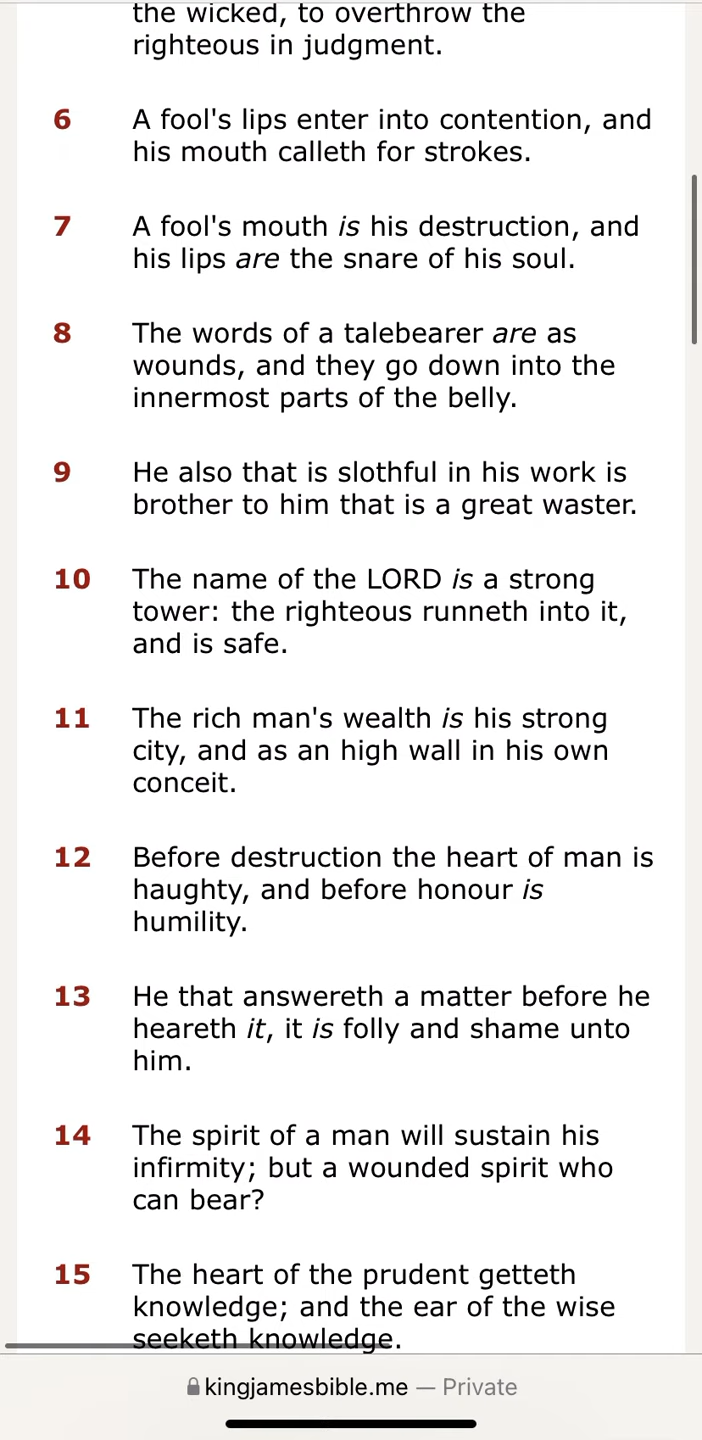 the wicked, to overthrow the
righteous in judgment.
6 A fool's lips enter into contention, and
his mouth calleth for strokes.
7 A fool's mouth is his destruction, and
his lips are the snare of his soul.
8 The words of a talebearer are as
wounds, and they go down into the
innermost parts of the belly.
9 He also that is slothful in his work is
brother to him that is a great waster.
10 The name of the LORD is a strong
tower: the righteous runneth into it,
and is safe.
11 The rich man's wealth is his strong
city, and as an high wall in his own
conceit.
12 Before destruction the heart of man is
haughty, and before honour is
humility.
13 He that answereth a matter before he
heareth it, it is folly and shame unto
him.
14 The spirit of a man will sustain his
infirmity; but a wounded spirit who
can bear?
15 The heart of the prudent getteth
knowledge; and the ear of the wise
seeketh knowledge.
kingjamesbible.me — Private